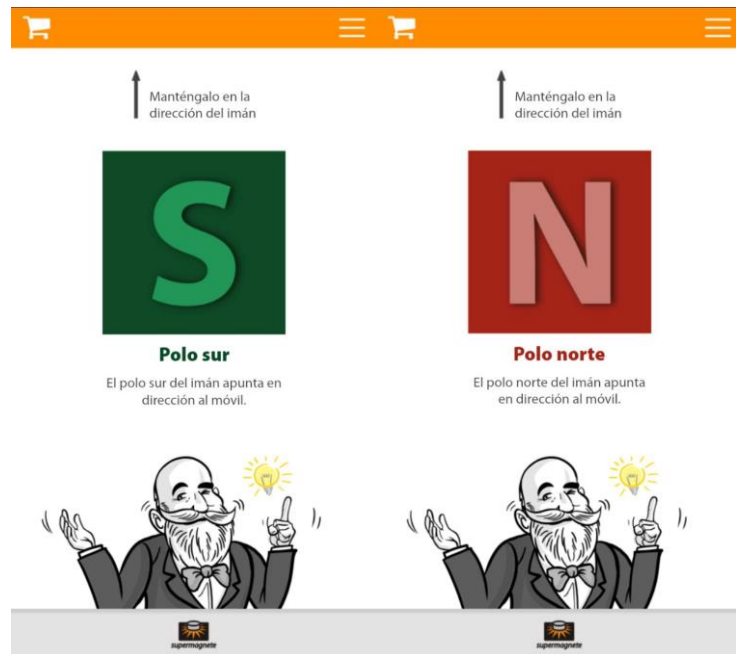 Manténgalo en la
dirección del imán
S
Polo sur
El polo sur del imán apunta en
dirección al móvil.
supermagnete
Manténgalo en la
dirección del imán
N
Polo norte
El polo norte del imán apunta
en dirección al móvil.
supermagnete